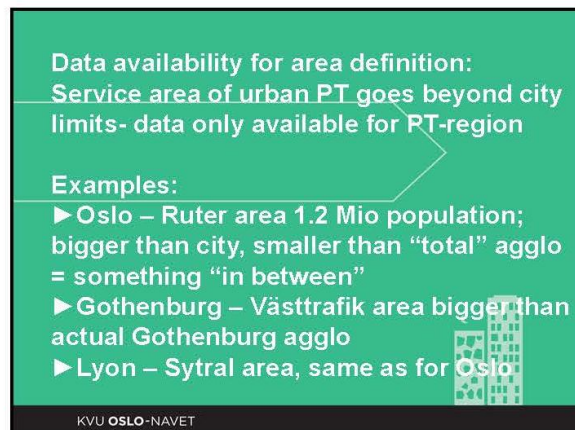 Data availability for area definition:
Service area of urban PT goes beyond city
limits- data only available for PT-region
Examples:
►Oslo – Ruter area 1.2 Mio population;
bigger than city, smaller than “total” agglo
= something “in between”
►Gothenburg – Västtrafik area bigger than
actual Gothenburg agglo
►Lyon – Sytral area, same as for Oslo
KVU OSLO-NAVET